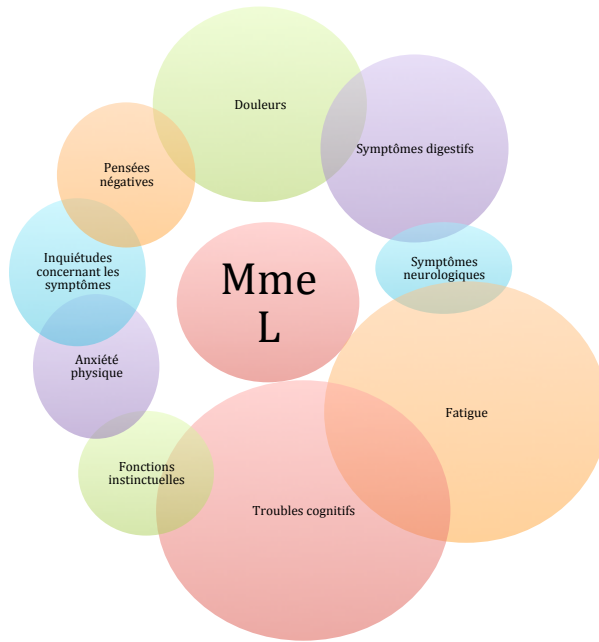 Douleurs
Symptômes digestifs
Symptômes
neurologiques
Fatigue
Troubles cognitifs
Fonctions
instinctuelles
Anxiété
physique
Inquiétudes
concernant les
symptômes
Pensées
négatives
Mme
L